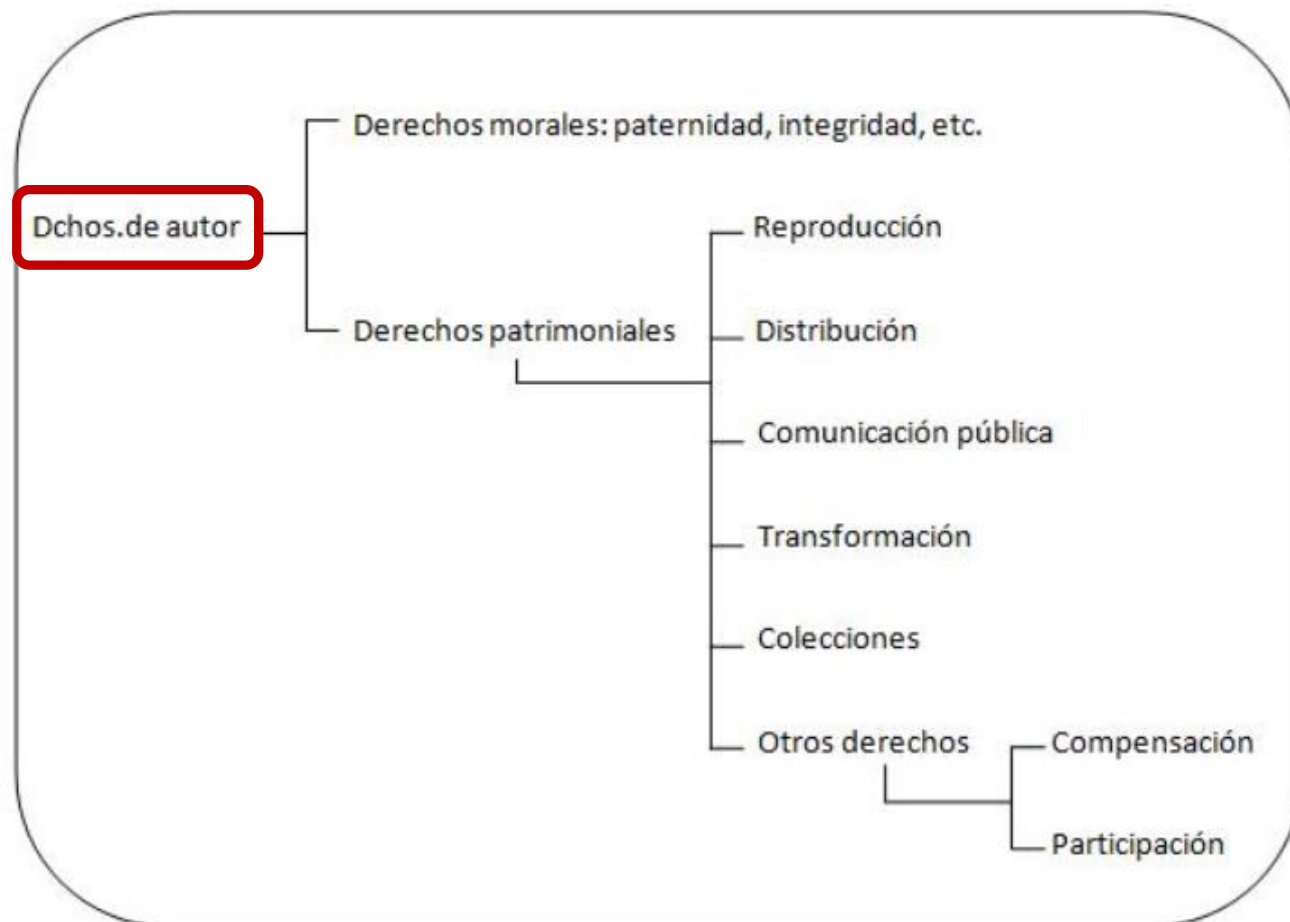 Derechos morales: paternidad, integridad, etc.
Dchos.de autor
Reproducción
Derechos patrimoniales
Distribución
Comunicación pública
Transformación
Colecciones
Otros derechos
Compensación
Participación